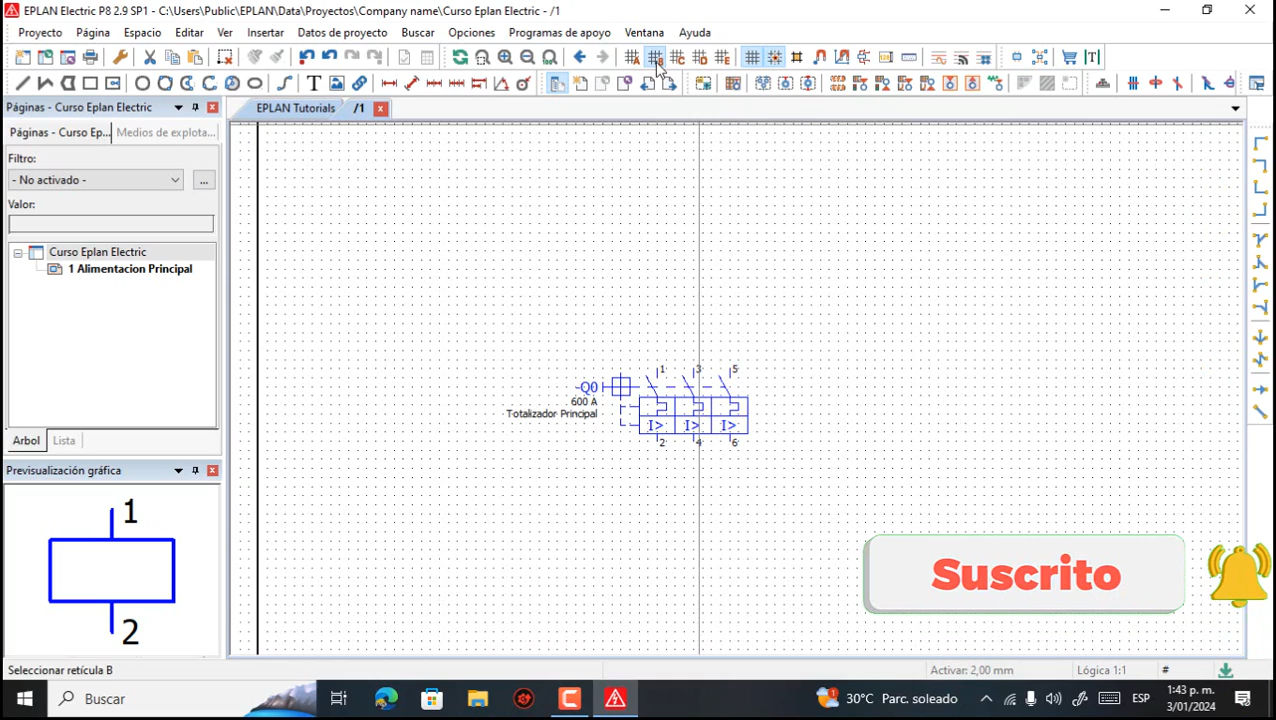 EPLAN Electric P8 2.9 SP1 - C:\Users\Public\EPLAN\Data\Proyectos\Company name\Curso Eplan Electric - /1
Proyecto Página Espacio Editar Ver Insertar Datos de proyecto Buscar Opciones Programas de apoyo Ventana Ayuda
A B C D E
T
Páginas - Curso Eplan Electric
EPLAN Tutorials /1
Páginas - Curso Ep... Medios de explota...
Filtro:
- No activado - ...
Valor:
Curso Eplan Electric
1 Alimentacion Principal
Arbol Lista
Previsualización gráfica
1
2
1 3 5
-Q0
600 A
Totalizador Principal
I> I> I>
2 4 6
Suscrito
Seleccionar retícula B
Activar: 2,00 mm Lógica 1:1 #
Buscar
30°C Parc. soleado
ESP
1:43 p. m.
3/01/2024